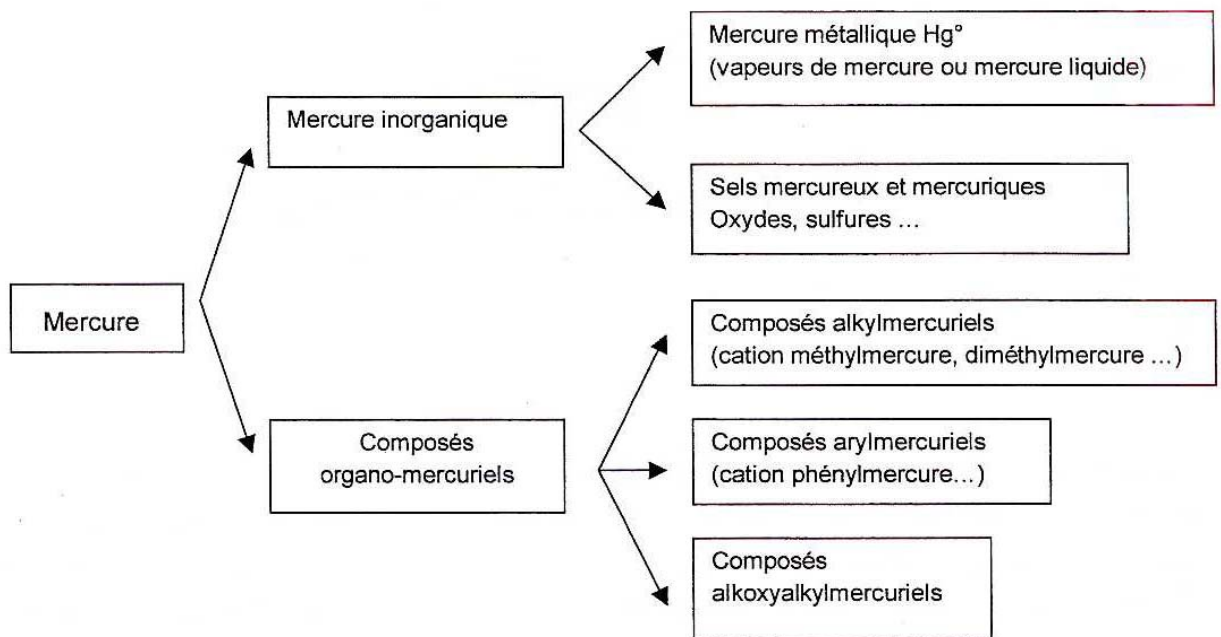 Mercure métallique Hg°
(vapeurs de mercure ou mercure liquide)
Mercure inorganique
Sels mercureux et mercuriques
Oxydes, sulfures ...
Mercure
Composés alkylmercuriels
(cation méthylmercure, diméthylmercure ...)
Composés
organo-mercuriels
Composés arylmercuriels
(cation phénylmercure...)
Composés
alkoxyalkylmercuriels